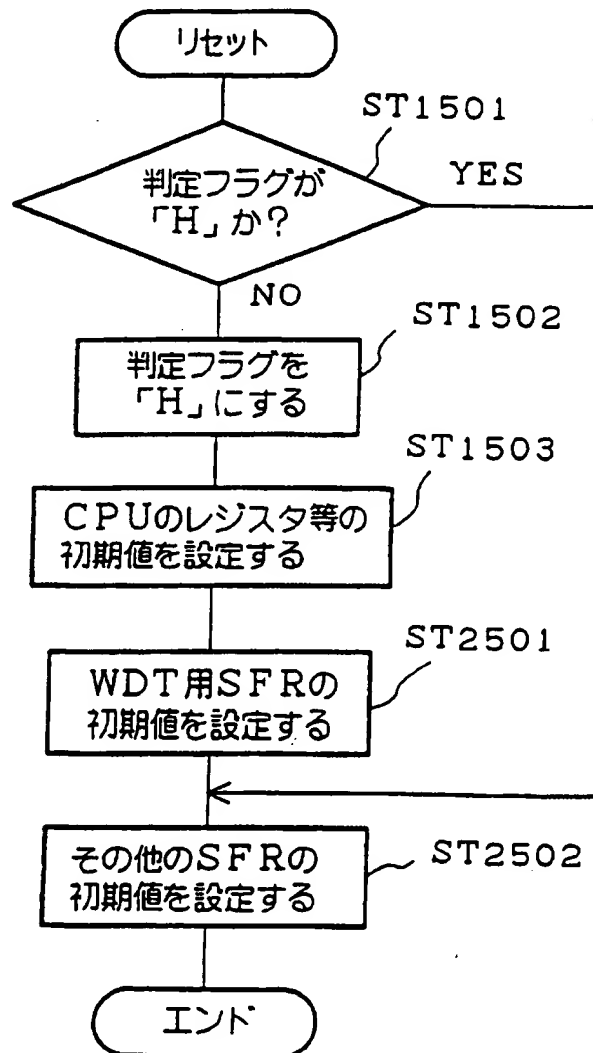 リセット
ST1501
判定フラグが
「H」か?
YES
NO
ST1502
判定フラグを
「H」にする
ST1503
CPUのレジスタ等の
初期値を設定する
ST2501
WDT用SFRの
初期値を設定する
その他のSFRの
初期値を設定する
ST2502
エンド